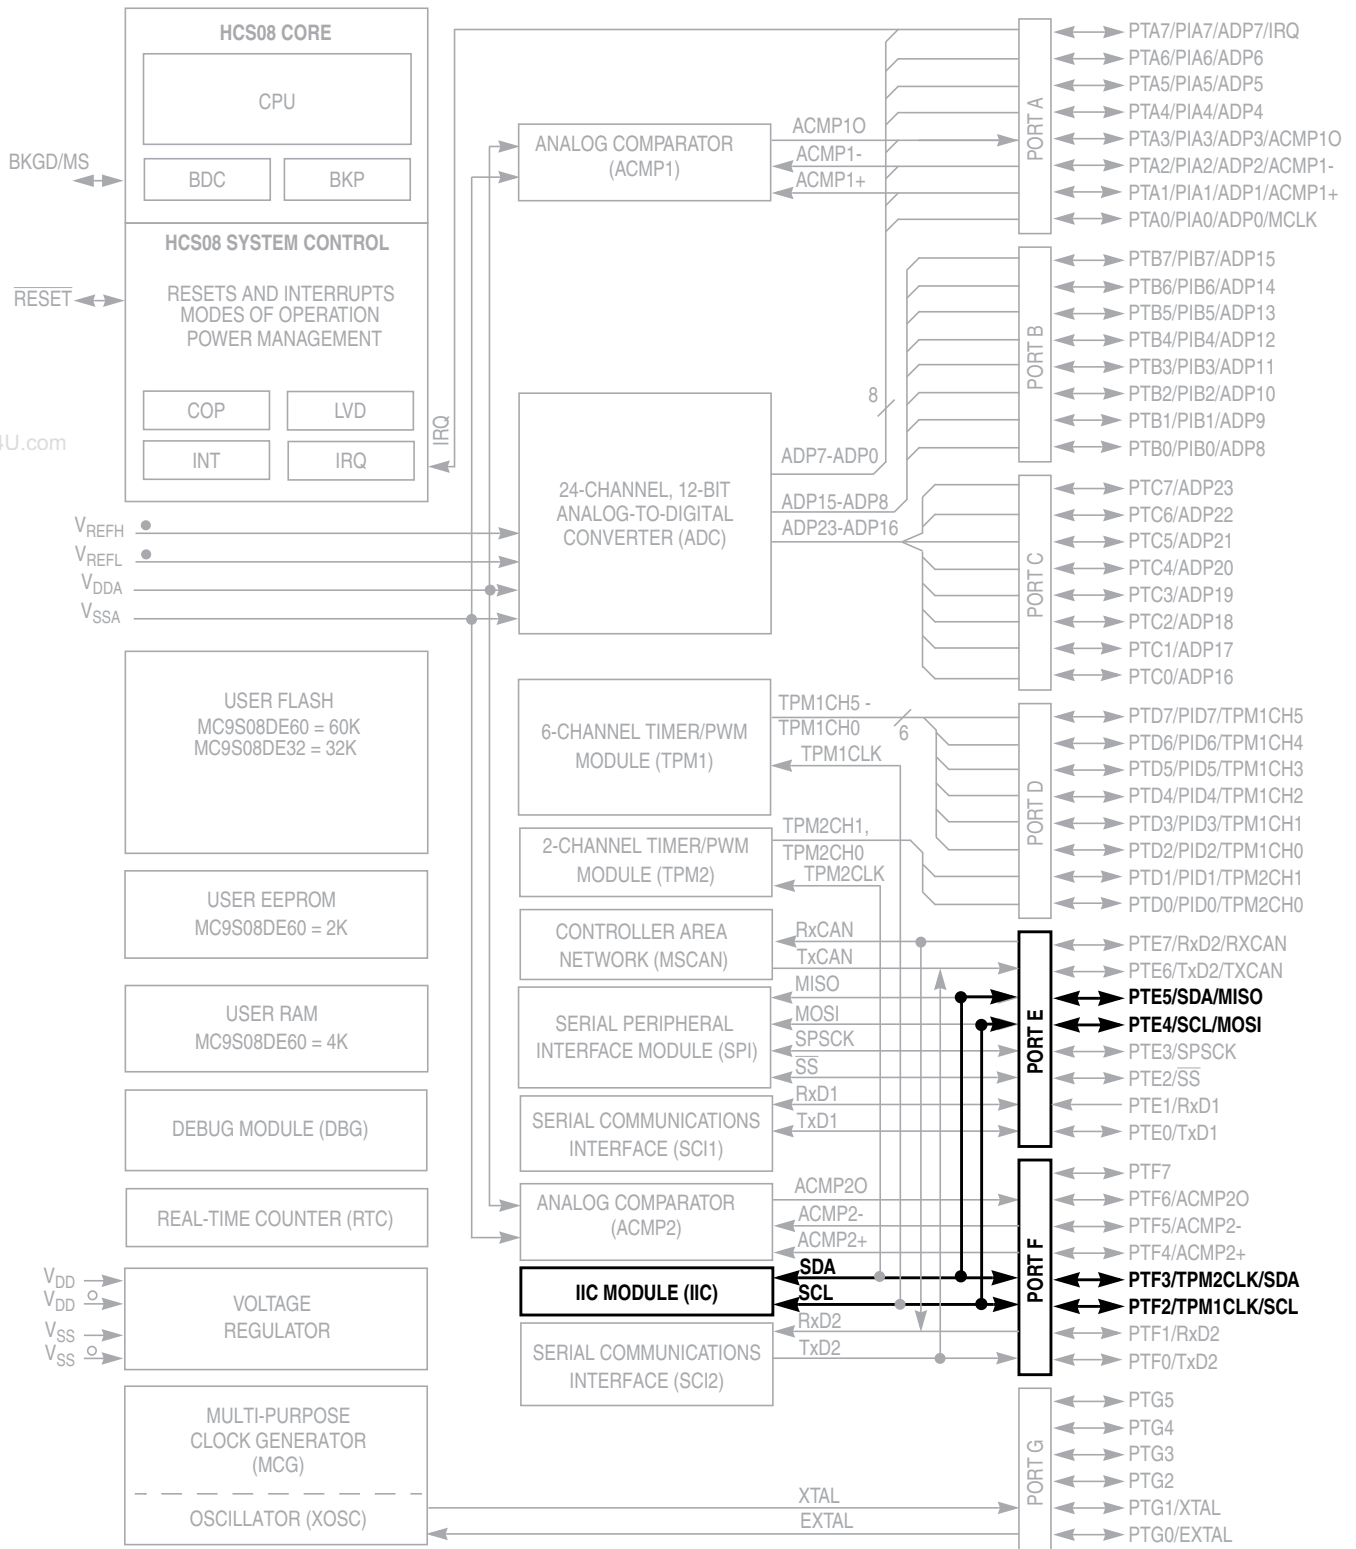 HCS08 CORE
CPU
BDC
BKP
BKGD/MS
HCS08 SYSTEM CONTROL
RESETS AND INTERRUPTS
MODES OF OPERATION
POWER MANAGEMENT
RESET
COP
LVD
INT
IRQ
IRQ
4U.com
VREFH
VREFL
VDDA
VSSA
USER FLASH
MC9S08DE60 = 60K
MC9S08DE32 = 32K
USER EEPROM
MC9S08DE60 = 2K
USER RAM
MC9S08DE60 = 4K
DEBUG MODULE (DBG)
REAL-TIME COUNTER (RTC)
VDD
VDD
VSS
VSS
VOLTAGE
REGULATOR
MULTI-PURPOSE
CLOCK GENERATOR
(MCG)
OSCILLATOR (XOSC)
ANALOG COMPARATOR
(ACMP1)
ACMP1O
ACMP1-
ACMP1+
24-CHANNEL, 12-BIT
ANALOG-TO-DIGITAL
CONVERTER (ADC)
8
ADP7-ADP0
ADP15-ADP8
ADP23-ADP16
6-CHANNEL TIMER/PWM
MODULE (TPM1)
TPM1CH5 -
TPM1CH0
6
TPM1CLK
2-CHANNEL TIMER/PWM
MODULE (TPM2)
TPM2CH1,
TPM2CH0
TPM2CLK
CONTROLLER AREA
NETWORK (MSCAN)
RxCAN
TxCAN
SERIAL PERIPHERAL
INTERFACE MODULE (SPI)
MISO
MOSI
SPSCK
SS
SERIAL COMMUNICATIONS
INTERFACE (SCI1)
RxD1
TxD1
ANALOG COMPARATOR
(ACMP2)
ACMP2O
ACMP2-
ACMP2+
IIC MODULE (IIC)
SDA
SCL
SERIAL COMMUNICATIONS
INTERFACE (SCI2)
RxD2
TxD2
XTAL
EXTAL
PORT A
PTA7/PIA7/ADP7/IRQ
PTA6/PIA6/ADP6
PTA5/PIA5/ADP5
PTA4/PIA4/ADP4
PTA3/PIA3/ADP3/ACMP1O
PTA2/PIA2/ADP2/ACMP1-
PTA1/PIA1/ADP1/ACMP1+
PTA0/PIA0/ADP0/MCLK
PORT B
PTB7/PIB7/ADP15
PTB6/PIB6/ADP14
PTB5/PIB5/ADP13
PTB4/PIB4/ADP12
PTB3/PIB3/ADP11
PTB2/PIB2/ADP10
PTB1/PIB1/ADP9
PTB0/PIB0/ADP8
PORT C
PTC7/ADP23
PTC6/ADP22
PTC5/ADP21
PTC4/ADP20
PTC3/ADP19
PTC2/ADP18
PTC1/ADP17
PTC0/ADP16
PORT D
PTD7/PID7/TPM1CH5
PTD6/PID6/TPM1CH4
PTD5/PID5/TPM1CH3
PTD4/PID4/TPM1CH2
PTD3/PID3/TPM1CH1
PTD2/PID2/TPM1CH0
PTD1/PID1/TPM2CH1
PTD0/PID0/TPM2CH0
PORT E
PTE7/RxD2/RXCAN
PTE6/TxD2/TXCAN
PTE5/SDA/MISO
PTE4/SCL/MOSI
PTE3/SPSCK
PTE2/SS
PTE1/RxD1
PTE0/TxD1
PORT F
PTF7
PTF6/ACMP2O
PTF5/ACMP2-
PTF4/ACMP2+
PTF3/TPM2CLK/SDA
PTF2/TPM1CLK/SCL
PTF1/RxD2
PTF0/TxD2
PORT G
PTG5
PTG4
PTG3
PTG2
PTG1/XTAL
PTG0/EXTAL